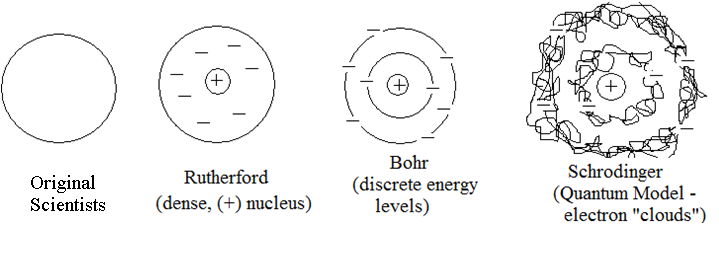 Original
Scientists
Rutherford
(dense, (+) nucleus)
Bohr
(discrete energy
levels)
Schrodinger
(Quantum Model -
electron "clouds")